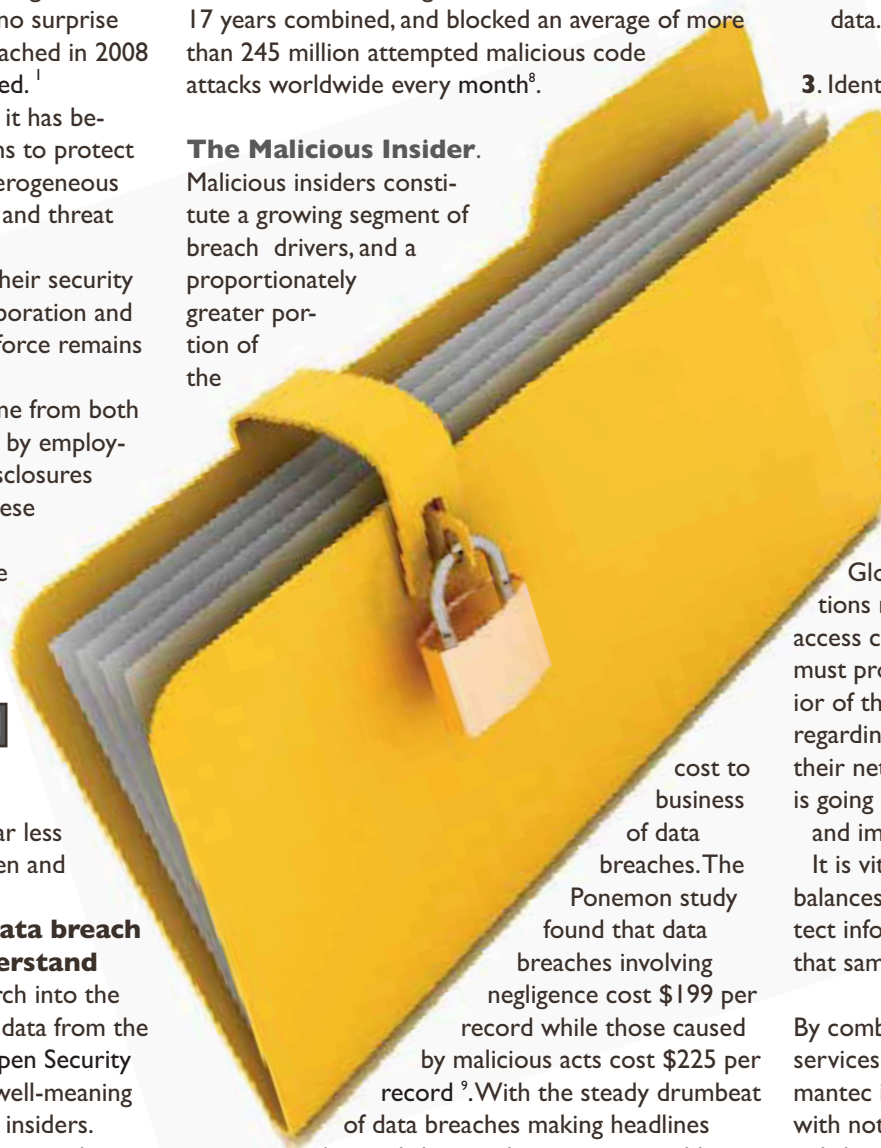 no surprise
ached in 2008
ed. 1
it has be-
ns to protect
erogeneous
and threat
heir security
poration and
force remains
ne from both
by employ-
sclosures
ese
e
ar less
en and
ata breach
erstand
rch into the
data from the
pen Security
well-meaning
insiders.
17 years combined, and blocked an average of more
than 245 million attempted malicious code
attacks worldwide every month8.
The Malicious Insider.
Malicious insiders consti-
tute a growing segment of
breach drivers, and a
proportionately
greater por-
tion of
the
cost to
business
of data
breaches. The
Ponemon study
found that data
breaches involving
negligence cost $199 per
record while those caused
by malicious acts cost $225 per
record 9. With the steady drumbeat
of data breaches making headlines
data.
3. Ident
Glo
tions
access c
must pro
ior of th
regardin
their net
is going
and im
It is vit
balances
tect info
that sam
By comb
services
mantec i
with not